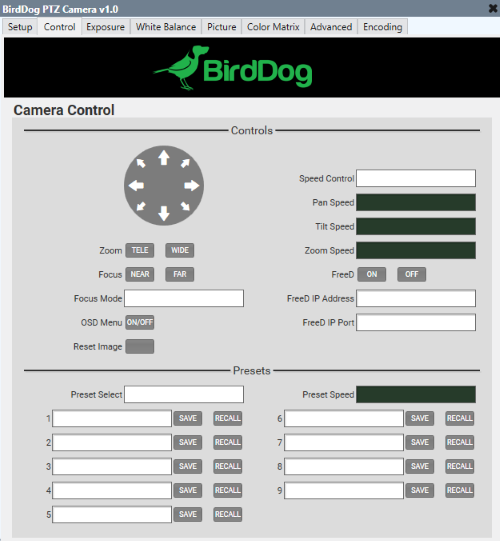 BirdDog PTZ Camera v1.0
Setup Control Exposure White Balance Picture Color Matrix Advanced Encoding
BirdDog
Camera Control
Controls
Speed Control
Pan Speed
Tilt Speed
Zoom TELE WIDE Zoom Speed
Focus NEAR FAR FreeD ON OFF
Focus Mode FreeD IP Address
OSD Menu ON/OFF FreeD IP Port
Reset Image
Presets
Preset Select Preset Speed
1 SAVE RECALL 6 SAVE RECALL
2 SAVE RECALL 7 SAVE RECALL
3 SAVE RECALL 8 SAVE RECALL
4 SAVE RECALL 9 SAVE RECALL
5 SAVE RECALL